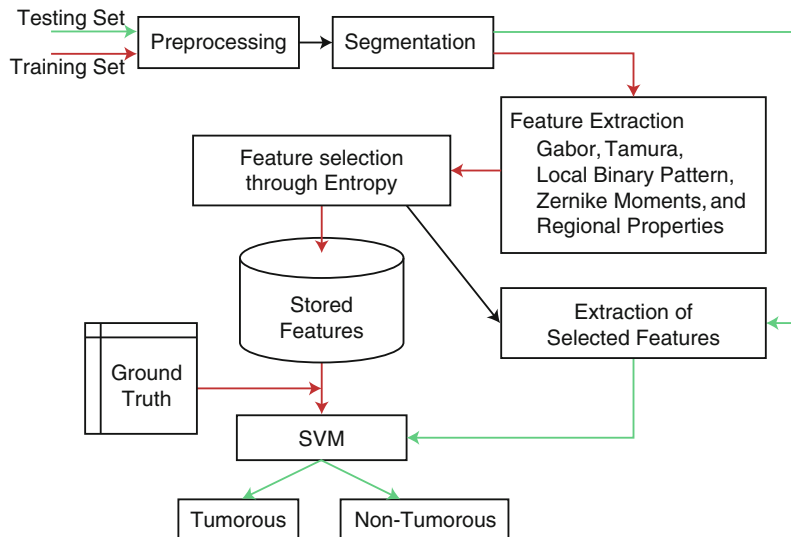 Testing Set
Training Set
Preprocessing
Segmentation
Feature Extraction
Gabor, Tamura,
Local Binary Pattern,
Zernike Moments, and
Regional Properties
Feature selection
through Entropy
Stored
Features
Extraction of
Selected Features
Ground
Truth
SVM
Tumorous
Non-Tumorous